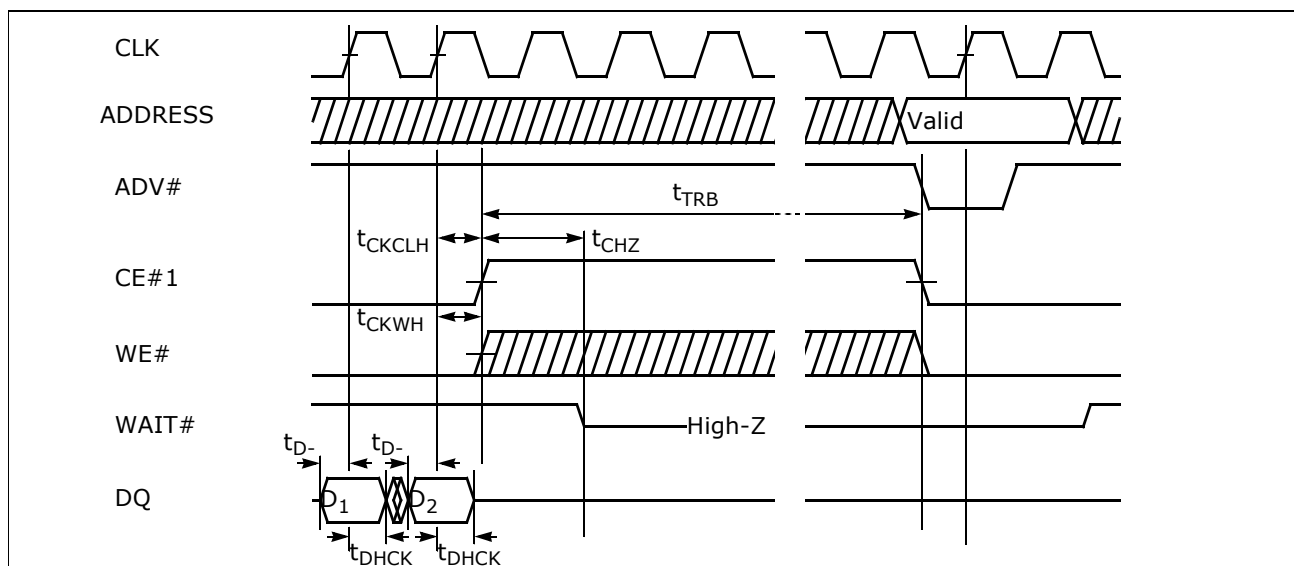 CLK
ADDRESS
Valid
ADV#
tTRB
tCKCLH
tCHZ
CE#1
tCKWH
WE#
WAIT#
High-Z
tD-
tD-
DQ
D1
D2
tDHCK
tDHCK